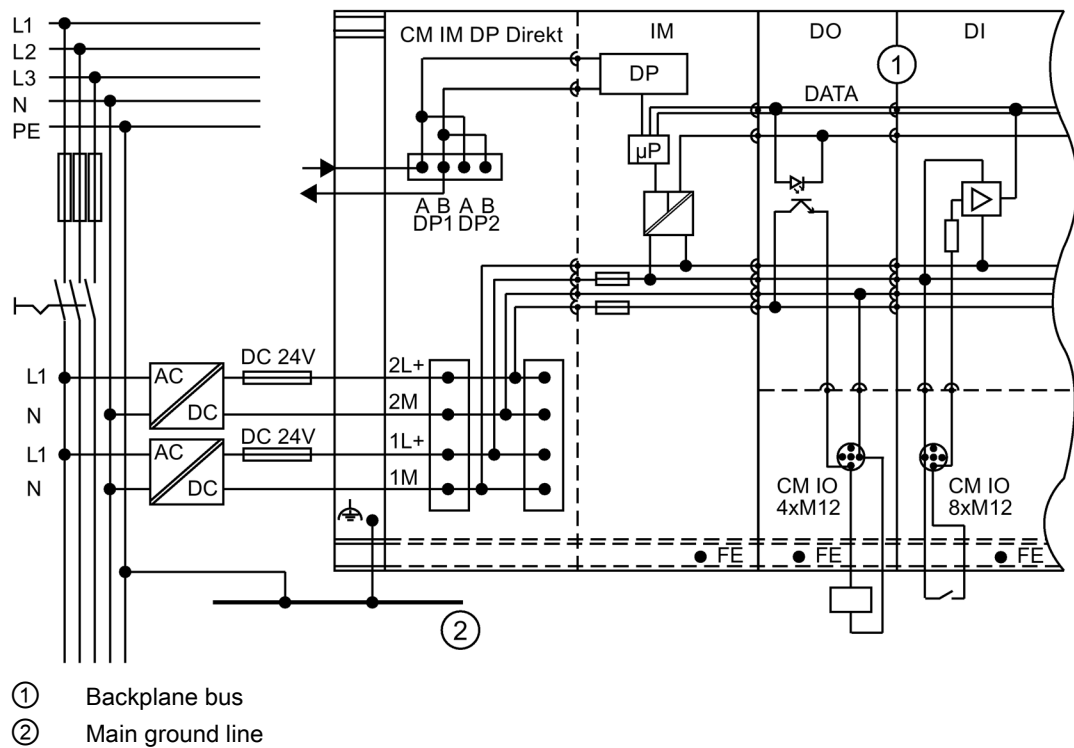 L1
L2
L3
N
PE
CM IM DP Direkt
IM
DO
DI
DP
1
DATA
µP
A B A B
DP1 DP2
L1
AC
DC
DC 24V
2L+
N
2M
L1
AC
DC
DC 24V
1L+
N
1M
CM IO
4xM12
CM IO
8xM12
FE
FE
FE
2
1 Backplane bus
2 Main ground line